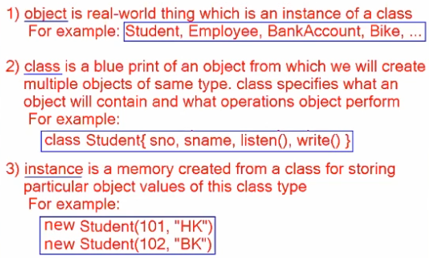 1) object is real-world thing which is an instance of a class
For example: Student, Employee, BankAccount, Bike, ...
2) class is a blue print of an object from which we will create
multiple objects of same type. class specifies what an
object will contain and what operations object perform
For example:
class Student{ sno, sname, listen(), write() }
3) instance is a memory created from a class for storing
particular object values of this class type
For example:
new Student(101, "HK")
new Student(102, "BK")